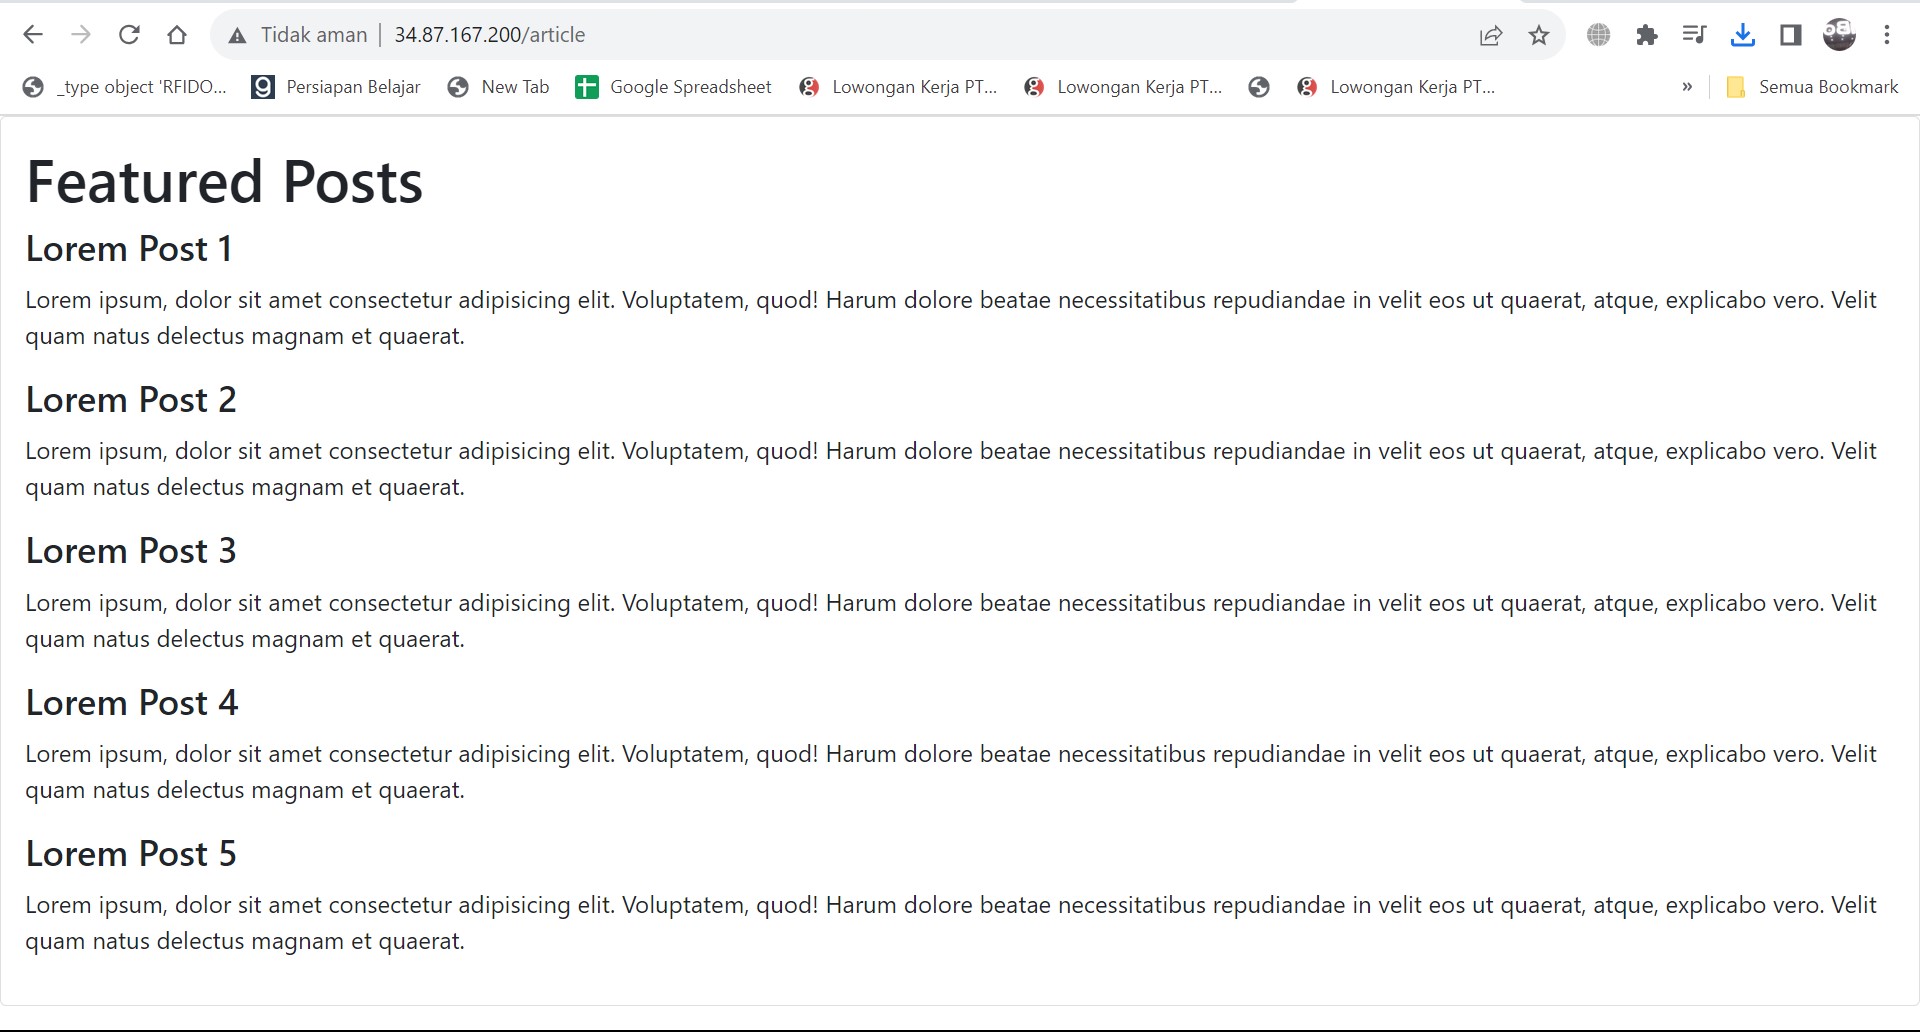 Tidak aman | 34.87.167.200/article
_type object 'RFIDO... Persiapan Belajar New Tab Google Spreadsheet Lowongan Kerja PT... Lowongan Kerja PT... Lowongan Kerja PT... » Semua Bookmark
Featured Posts
Lorem Post 1
Lorem ipsum, dolor sit amet consectetur adipisicing elit. Voluptatem, quod! Harum dolore beatae necessitatibus repudiandae in velit eos ut quaerat, atque, explicabo vero. Velit
quam natus delectus magnam et quaerat.
Lorem Post 2
Lorem ipsum, dolor sit amet consectetur adipisicing elit. Voluptatem, quod! Harum dolore beatae necessitatibus repudiandae in velit eos ut quaerat, atque, explicabo vero. Velit
quam natus delectus magnam et quaerat.
Lorem Post 3
Lorem ipsum, dolor sit amet consectetur adipisicing elit. Voluptatem, quod! Harum dolore beatae necessitatibus repudiandae in velit eos ut quaerat, atque, explicabo vero. Velit
quam natus delectus magnam et quaerat.
Lorem Post 4
Lorem ipsum, dolor sit amet consectetur adipisicing elit. Voluptatem, quod! Harum dolore beatae necessitatibus repudiandae in velit eos ut quaerat, atque, explicabo vero. Velit
quam natus delectus magnam et quaerat.
Lorem Post 5
Lorem ipsum, dolor sit amet consectetur adipisicing elit. Voluptatem, quod! Harum dolore beatae necessitatibus repudiandae in velit eos ut quaerat, atque, explicabo vero. Velit
quam natus delectus magnam et quaerat.